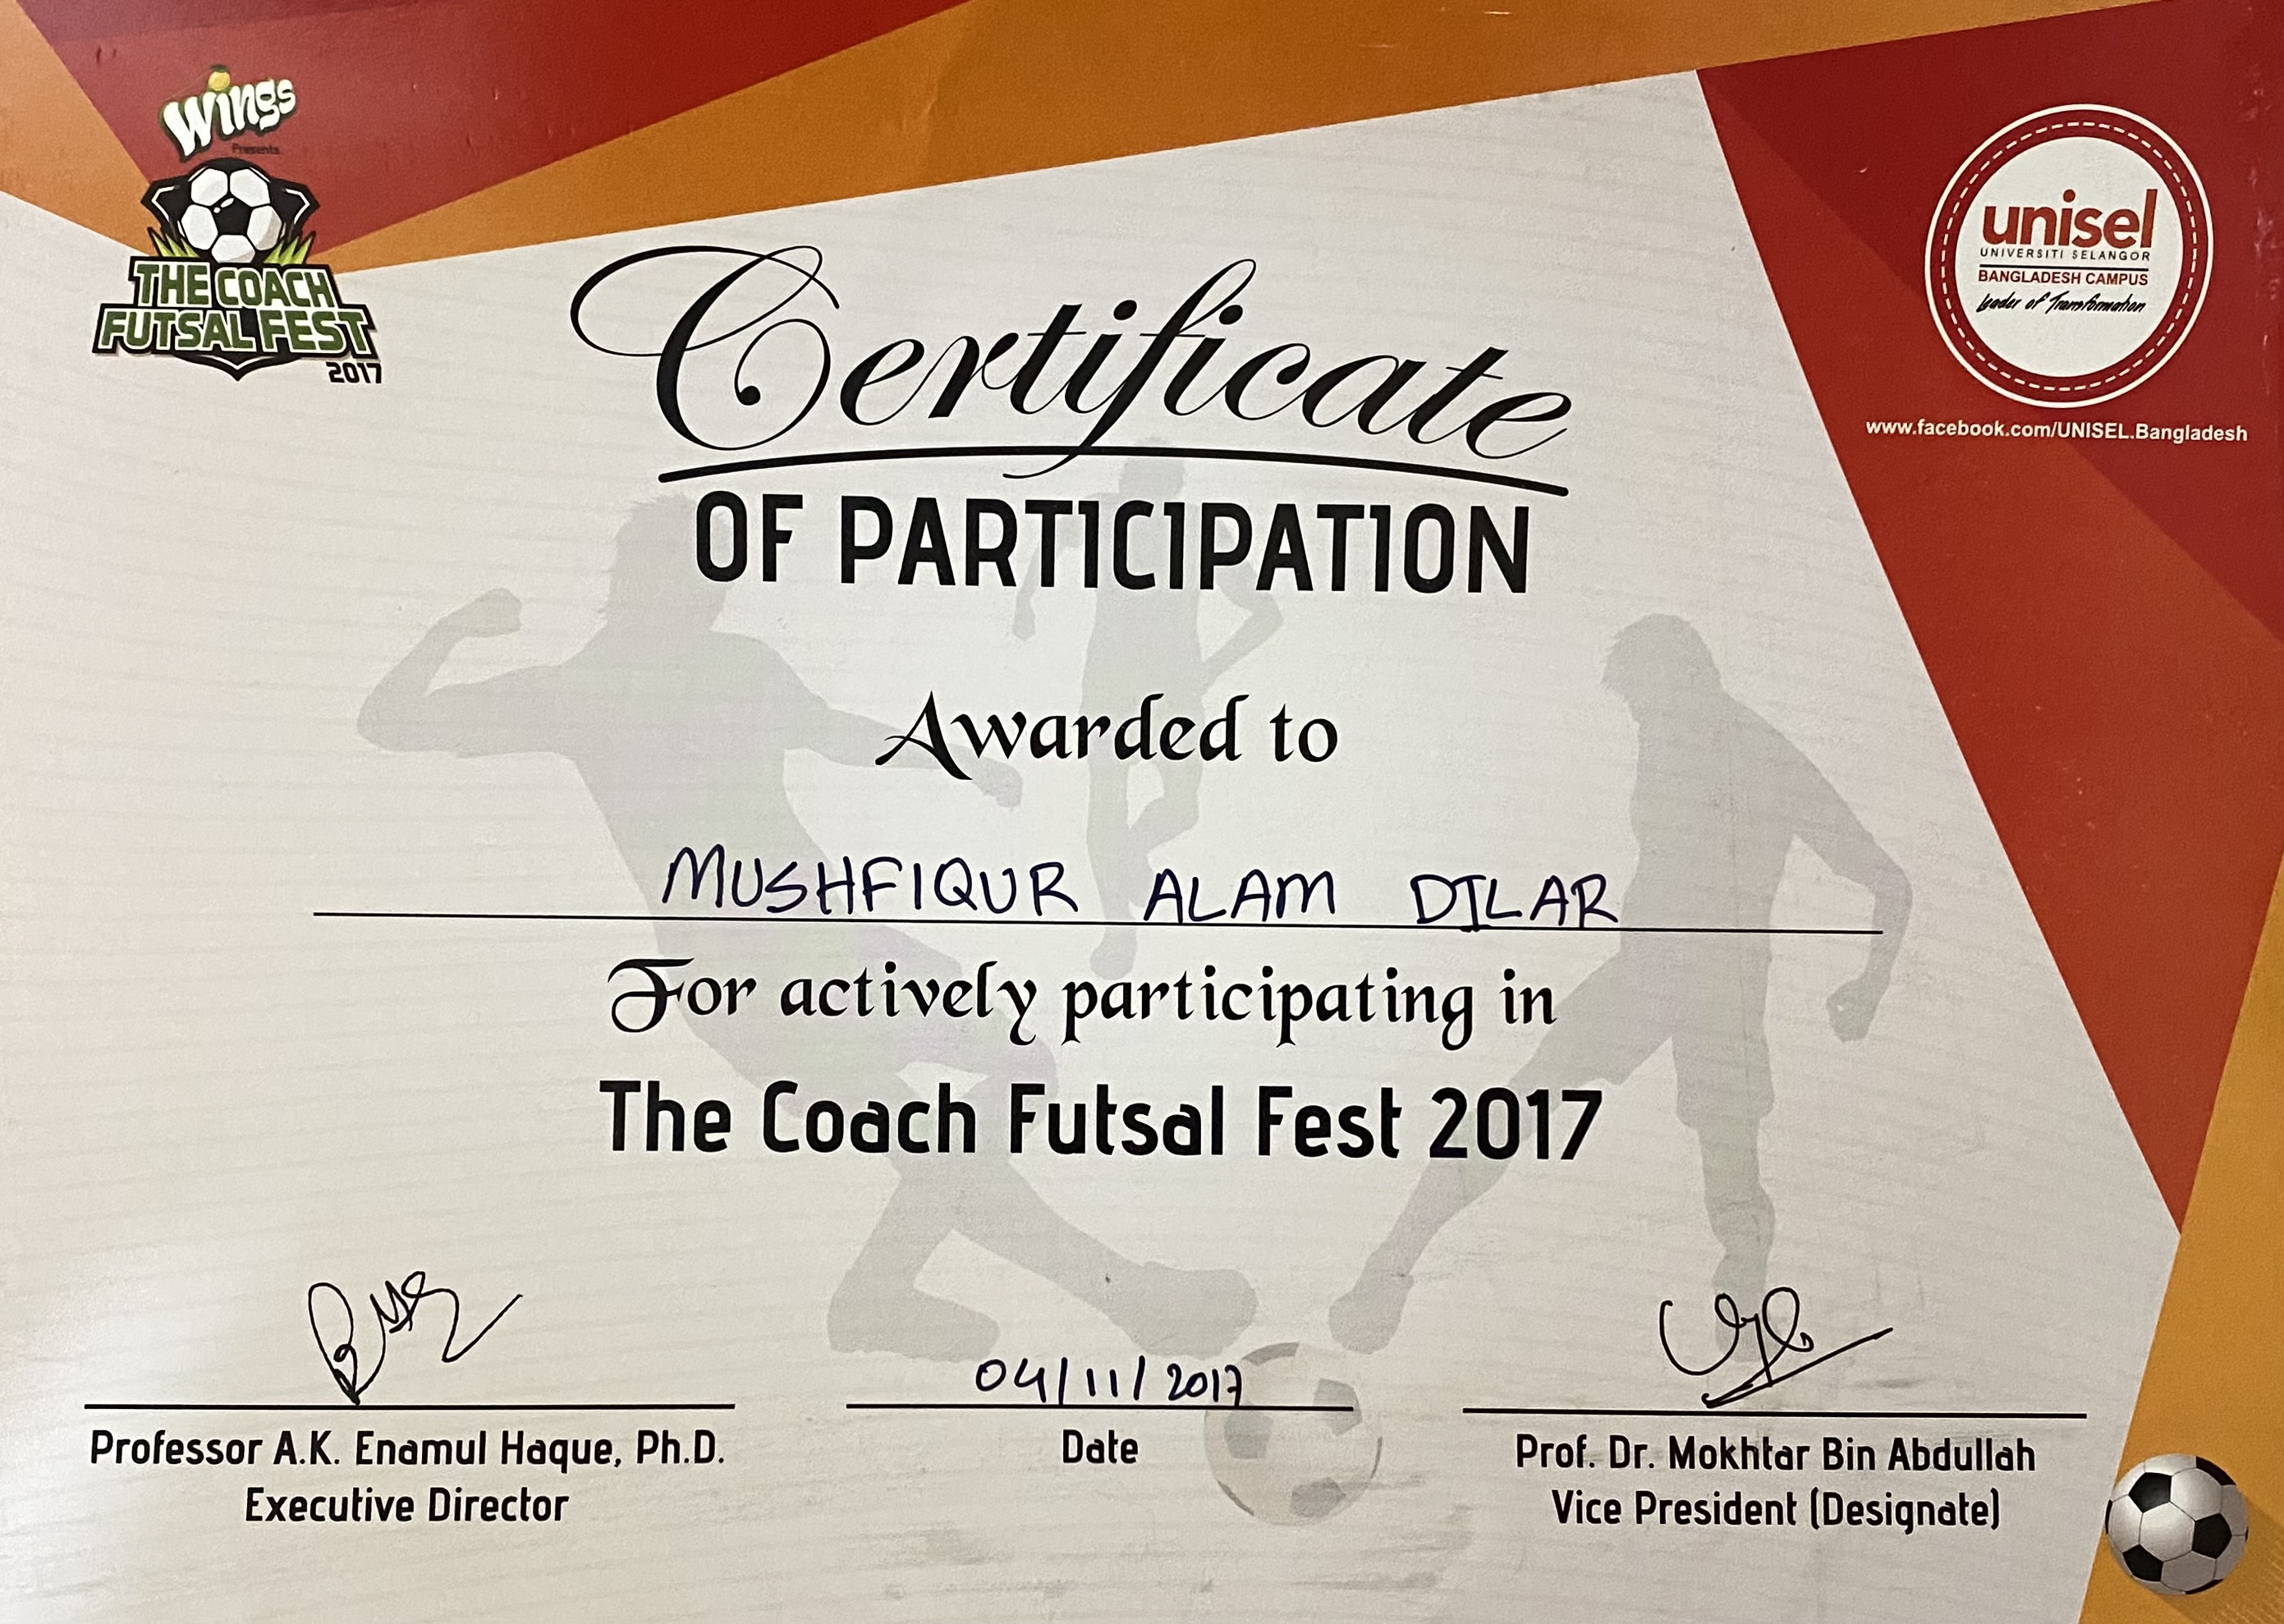 Wings
Presents
THE COACH
FUTSAL FEST
2017
unisel
UNIVERSITI SELANGOR
BANGLADESH CAMPUS
Leader of Transformation
www.facebook.com/UNISEL.Bangladesh
Certificate
OF PARTICIPATION
Awarded to
MUSHFIQUR ALAM DILAR
For actively participating in
The Coach Futsal Fest 2017
04/11/2017
Professor A.K. Enamul Haque, Ph.D.
Executive Director
Date
Prof. Dr. Mokhtar Bin Abdullah
Vice President (Designate)